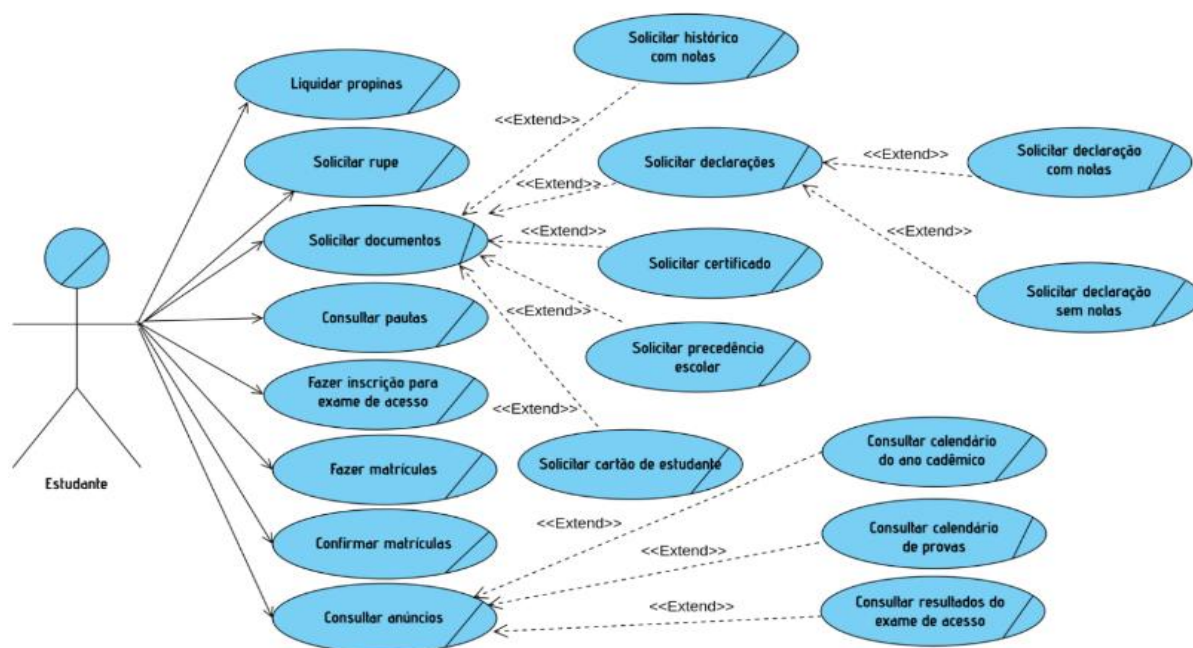 Solicitar histórico
com notas
Liquidar propinas
<<Extend>>
Solicitar rupe
Solicitar declarações
<<Extend>>
Solicitar declaração
com notas
<<Extend>>
Solicitar documentos
<<Extend>>
<<Extend>>
Solicitar certificado
Solicitar declaração
sem notas
Consultar pautas
<<Extend>>
Solicitar precedência
escolar
Fazer inscrição para
exame de acesso
<<Extend>>
Consultar calendário
do ano cadêmico
Fazer matrículas
Solicitar cartão de estudante
Estudante
<<Extend>>
Confirmar matrículas
Consultar calendário
de provas
<<Extend>>
Consultar anúncios
<<Extend>>
Consultar resultados do
exame de acesso